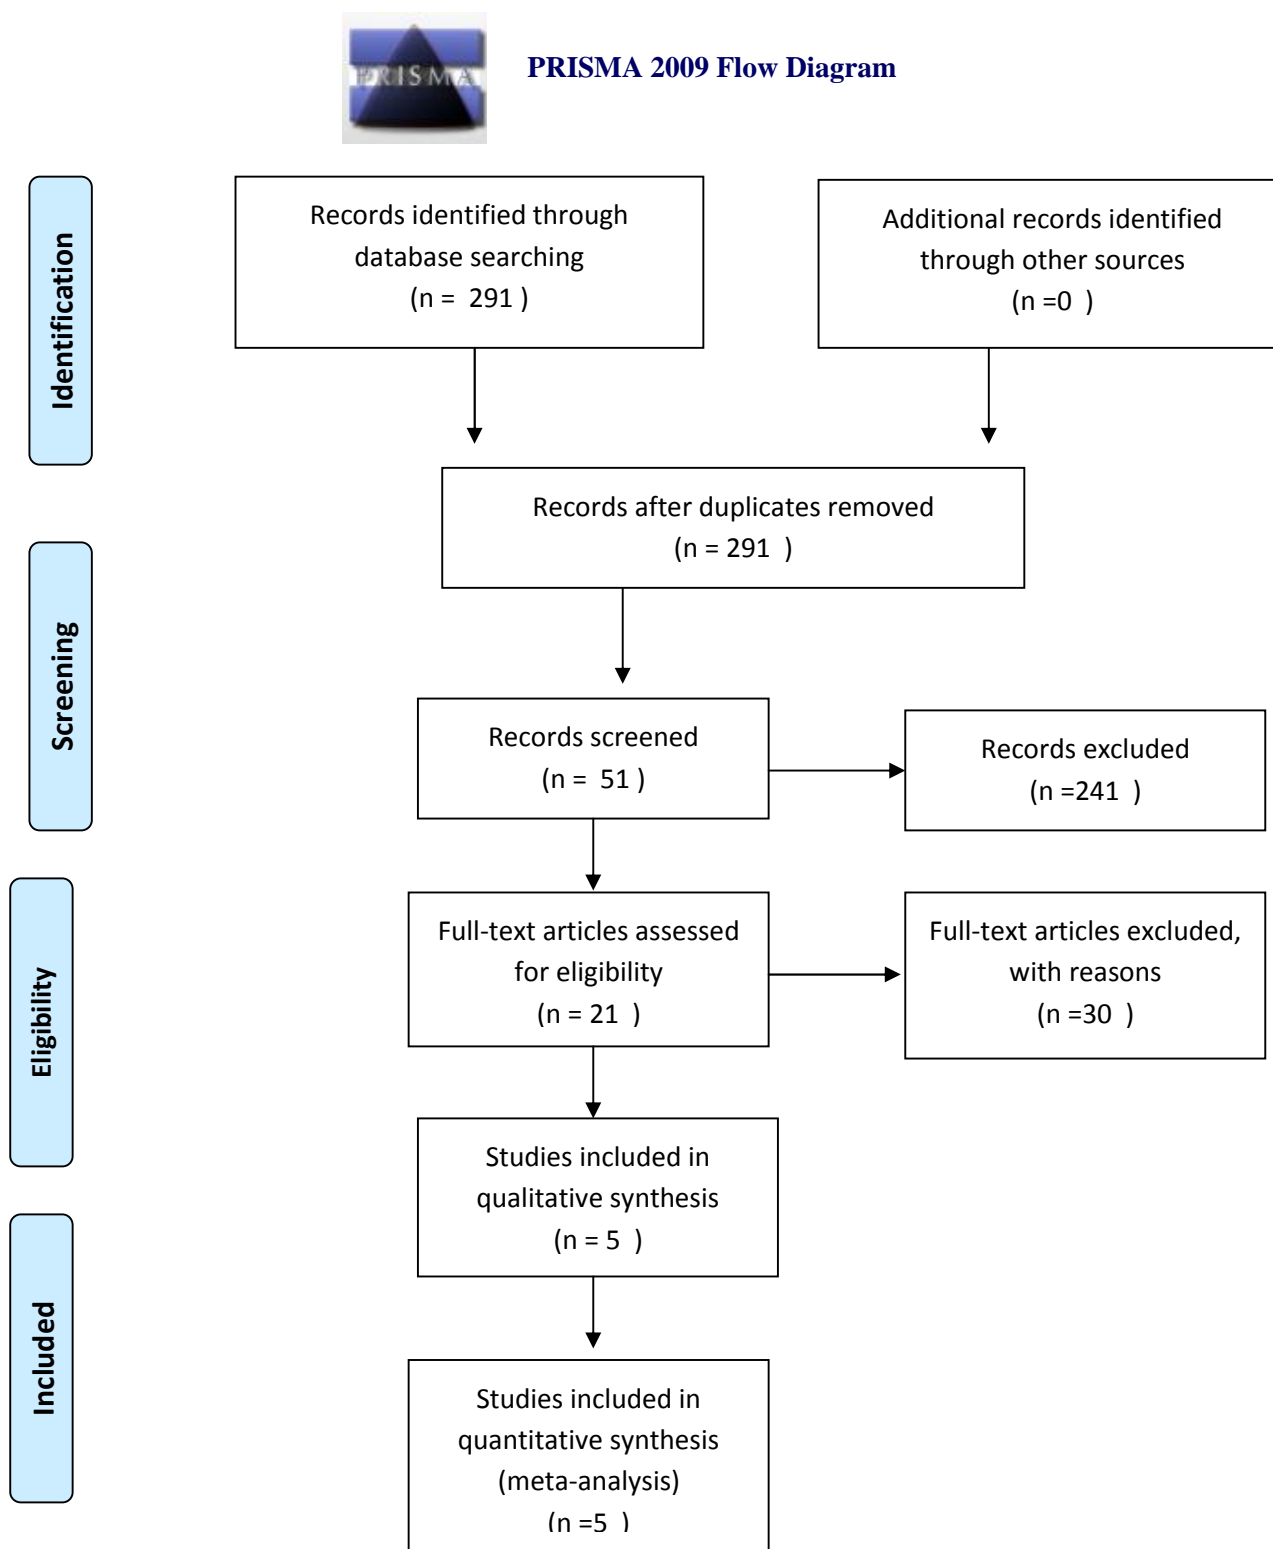 PRISMA
PRISMA 2009 Flow Diagram
Identification
Records identified through
database searching
(n =  291 )
Additional records identified
through other sources
(n =0  )
Records after duplicates removed
(n = 291  )
Screening
Records screened
(n =  51 )
Records excluded
(n =241  )
Eligibility
Full-text articles assessed
for eligibility
(n = 21  )
Full-text articles excluded,
with reasons
(n =30  )
Studies included in
qualitative synthesis
(n = 5  )
Included
Studies included in
quantitative synthesis
(meta-analysis)
(n =5  )